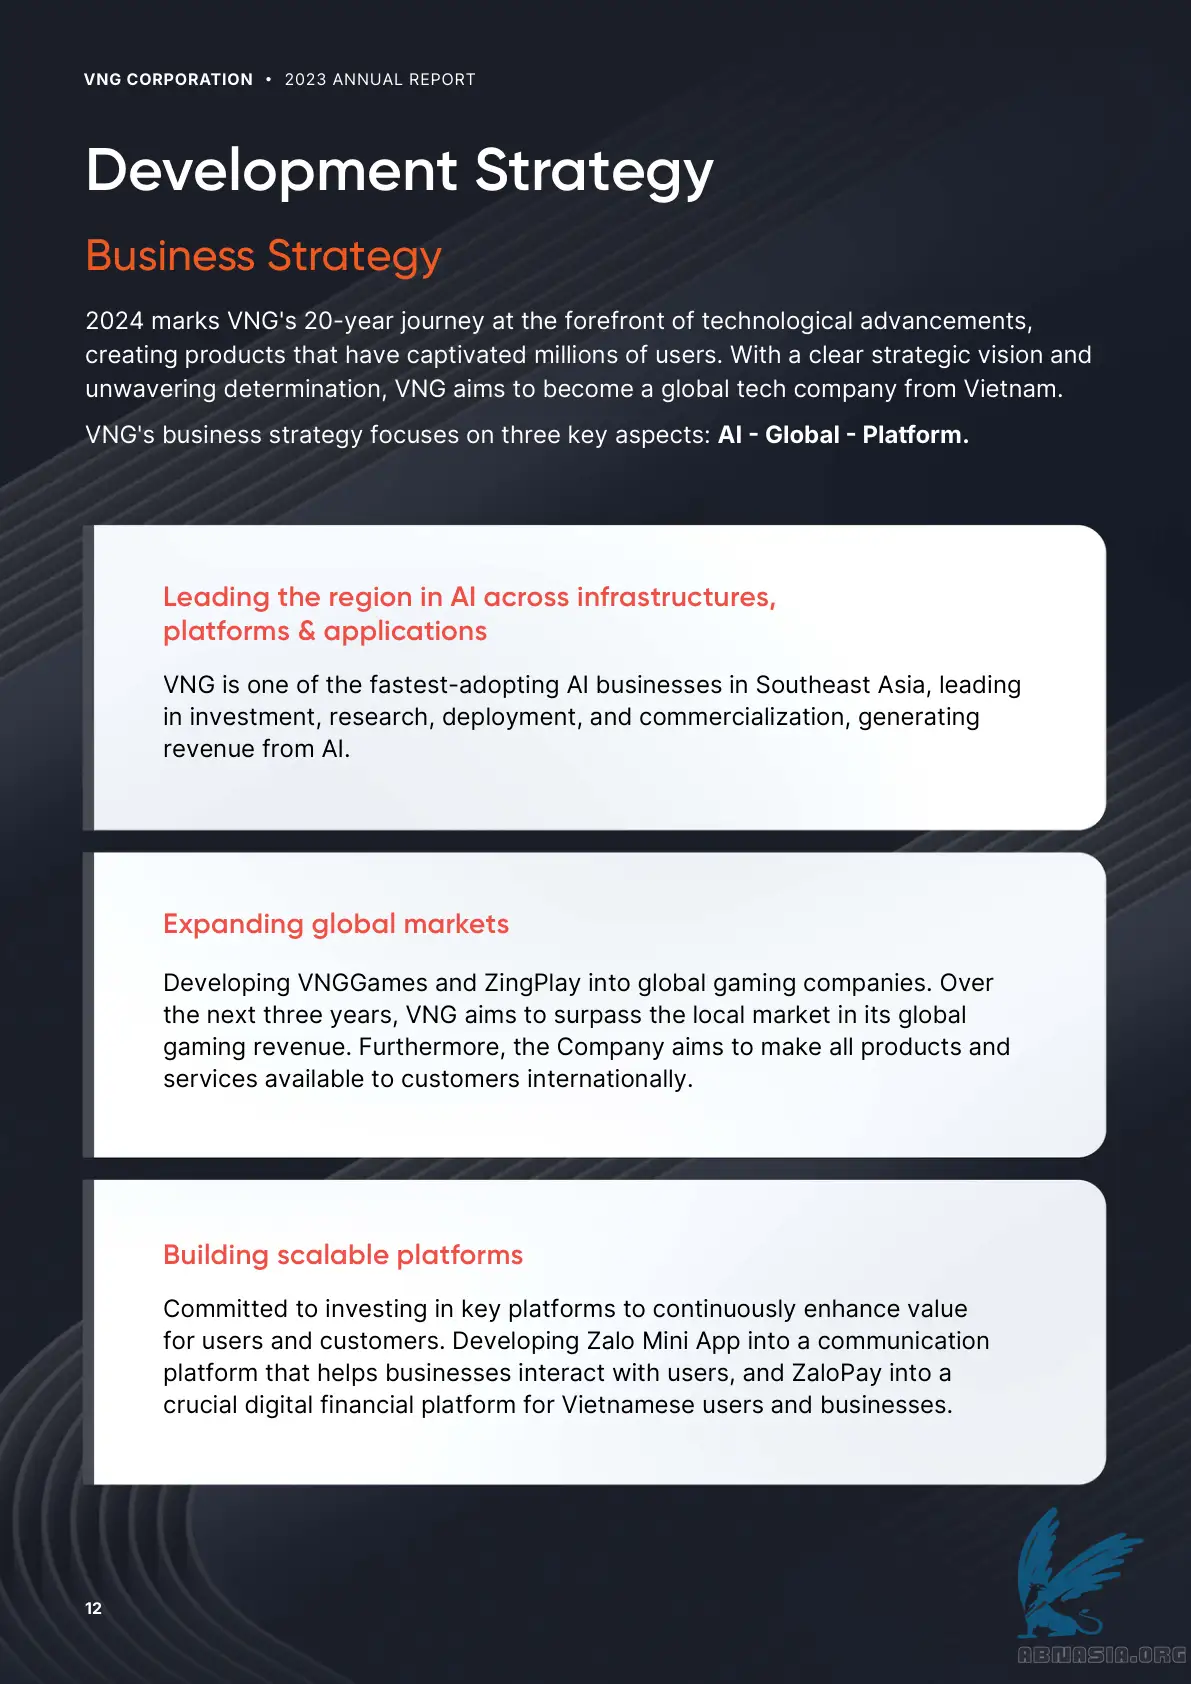 VNG CORPORATION • 2023 ANNUAL REPORT
Development Strategy
Business Strategy
2024 marks VNG's 20-year journey at the forefront of technological advancements,
creating products that have captivated millions of users. With a clear strategic vision and
unwavering determination, VNG aims to become a global tech company from Vietnam.
VNG's business strategy focuses on three key aspects: AI - Global - Platform.
Leading the region in AI across infrastructures,
platforms & applications
VNG is one of the fastest-adopting AI businesses in Southeast Asia, leading
in investment, research, deployment, and commercialization, generating
revenue from AI.
Expanding global markets
Developing VNGGames and ZingPlay into global gaming companies. Over
the next three years, VNG aims to surpass the local market in its global
gaming revenue. Furthermore, the Company aims to make all products and
services available to customers internationally.
Building scalable platforms
Committed to investing in key platforms to continuously enhance value
for users and customers. Developing Zalo Mini App into a communication
platform that helps businesses interact with users, and ZaloPay into a
crucial digital financial platform for Vietnamese users and businesses.
12
ABNASIA.ORG